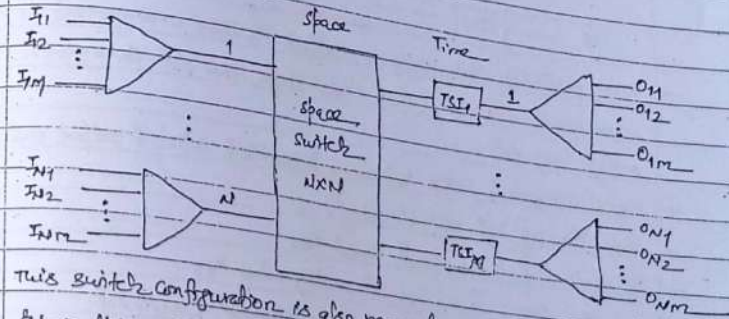 Space
Time
I11
I12
I1M
1
TSI1
1
O11
O12
O1m
space
switch
N×N
IN1
IN2
INm
N
TSIN
ON1
ON2
ONm
This switch configuration is also